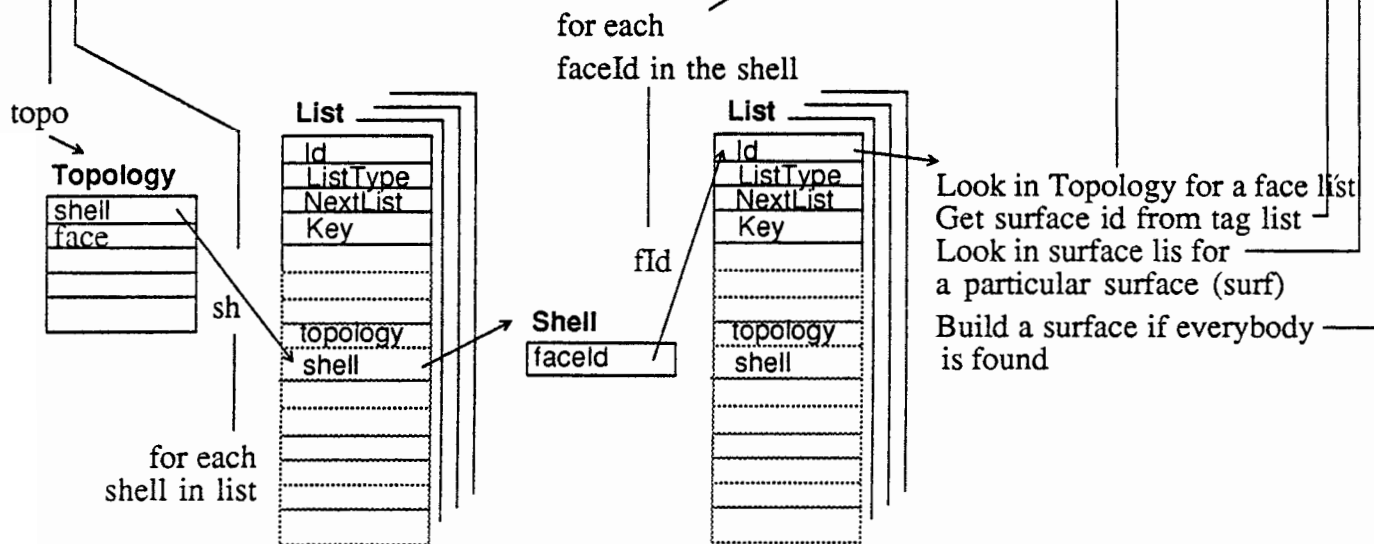 for each
faceId in the shell
topo
List
List
Id
ListType
NextList
Key
Id
ListType
NextList
Key
Topology
shell
face
Look in Topology for a face list
Get surface id from tag list
Look in surface lis for
a particular surface (surf)
fId
sh
topology
shell
Shell
faceId
topology
shell
Build a surface if everybody
is found
for each
shell in list